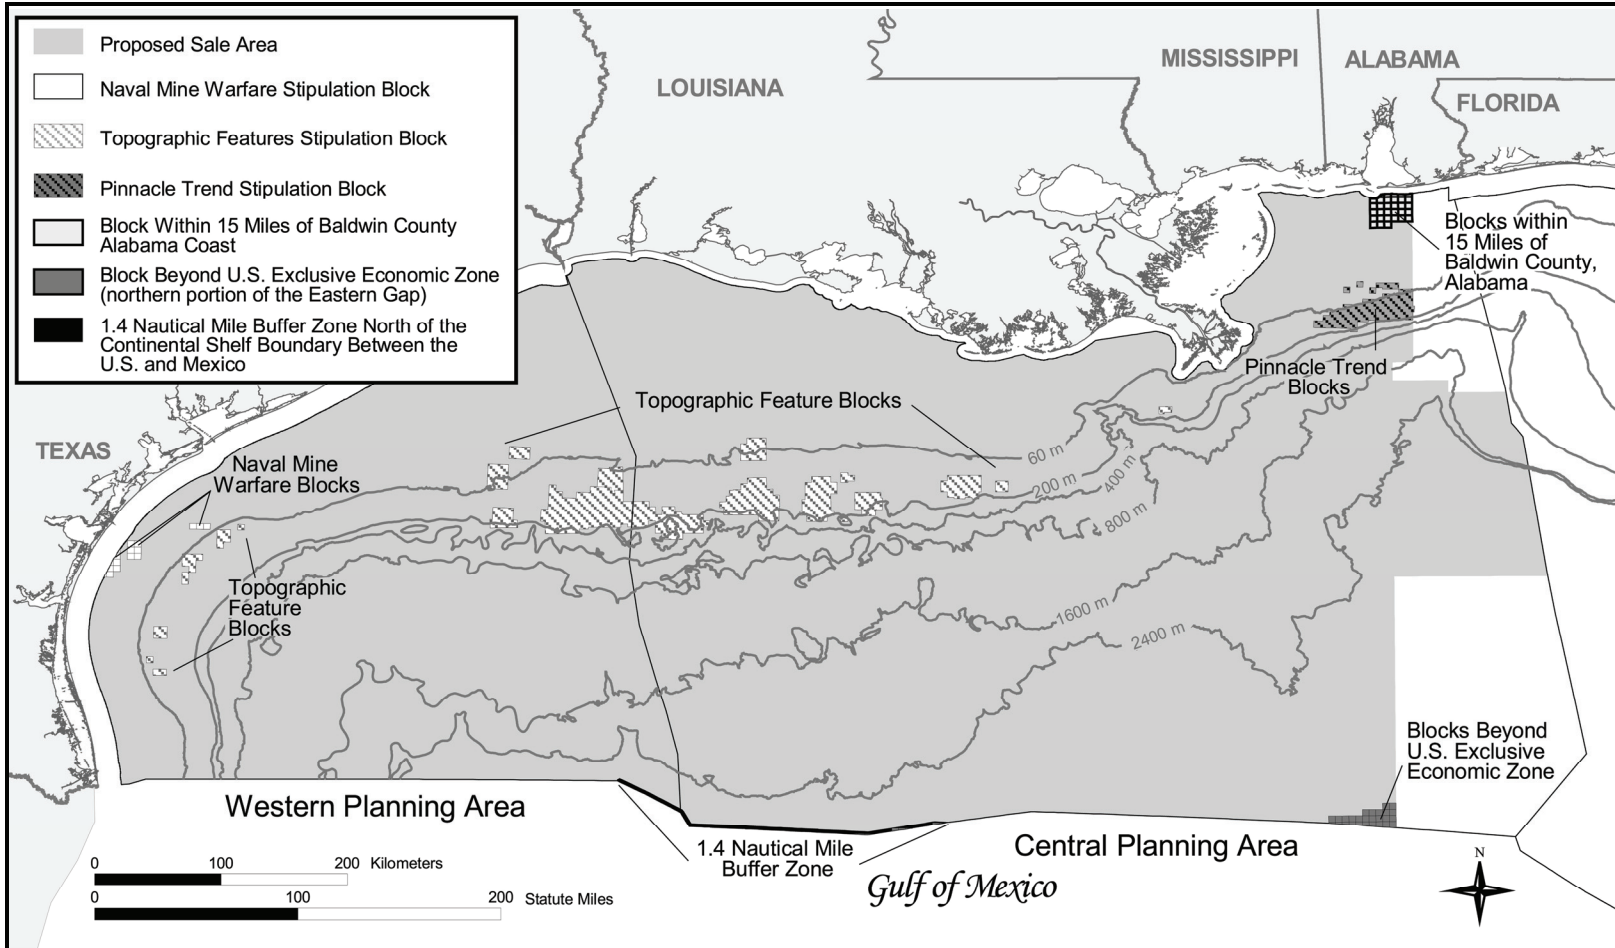 Proposed Sale Area
Naval Mine Warfare Stipulation Block
Topographic Features Stipulation Block
Pinnacle Trend Stipulation Block
Block Within 15 Miles of Baldwin County
Alabama Coast
Block Beyond U.S. Exclusive Economic Zone
(northern portion of the Eastern Gap)
1.4 Nautical Mile Buffer Zone North of the
Continental Shelf Boundary Between the
U.S. and Mexico
LOUISIANA
MISSISSIPPI
ALABAMA
FLORIDA
Blocks within
15 Miles of
Baldwin County,
Alabama
Pinnacle Trend
Blocks
Topographic Feature Blocks
TEXAS
Naval Mine
Warfare Blocks
60 m
200 m
400 m
800 m
1600 m
2400 m
Topographic
Feature
Blocks
Blocks Beyond
U.S. Exclusive
Economic Zone
Western Planning Area
1.4 Nautical Mile
Buffer Zone
Central Planning Area
Gulf of Mexico
N
0 100 200 Kilometers
0 100 200 Statute Miles